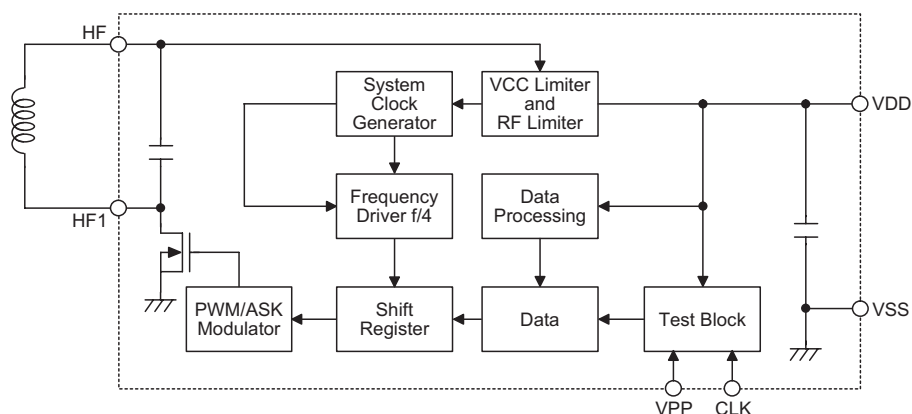 HF
System
Clock
Generator
VCC Limiter
and
RF Limiter
VDD
Frequency
Driver f/4
Data
Processing
HF1
PWM/ASK
Modulator
Shift
Register
Data
Test Block
VSS
VPP
CLK